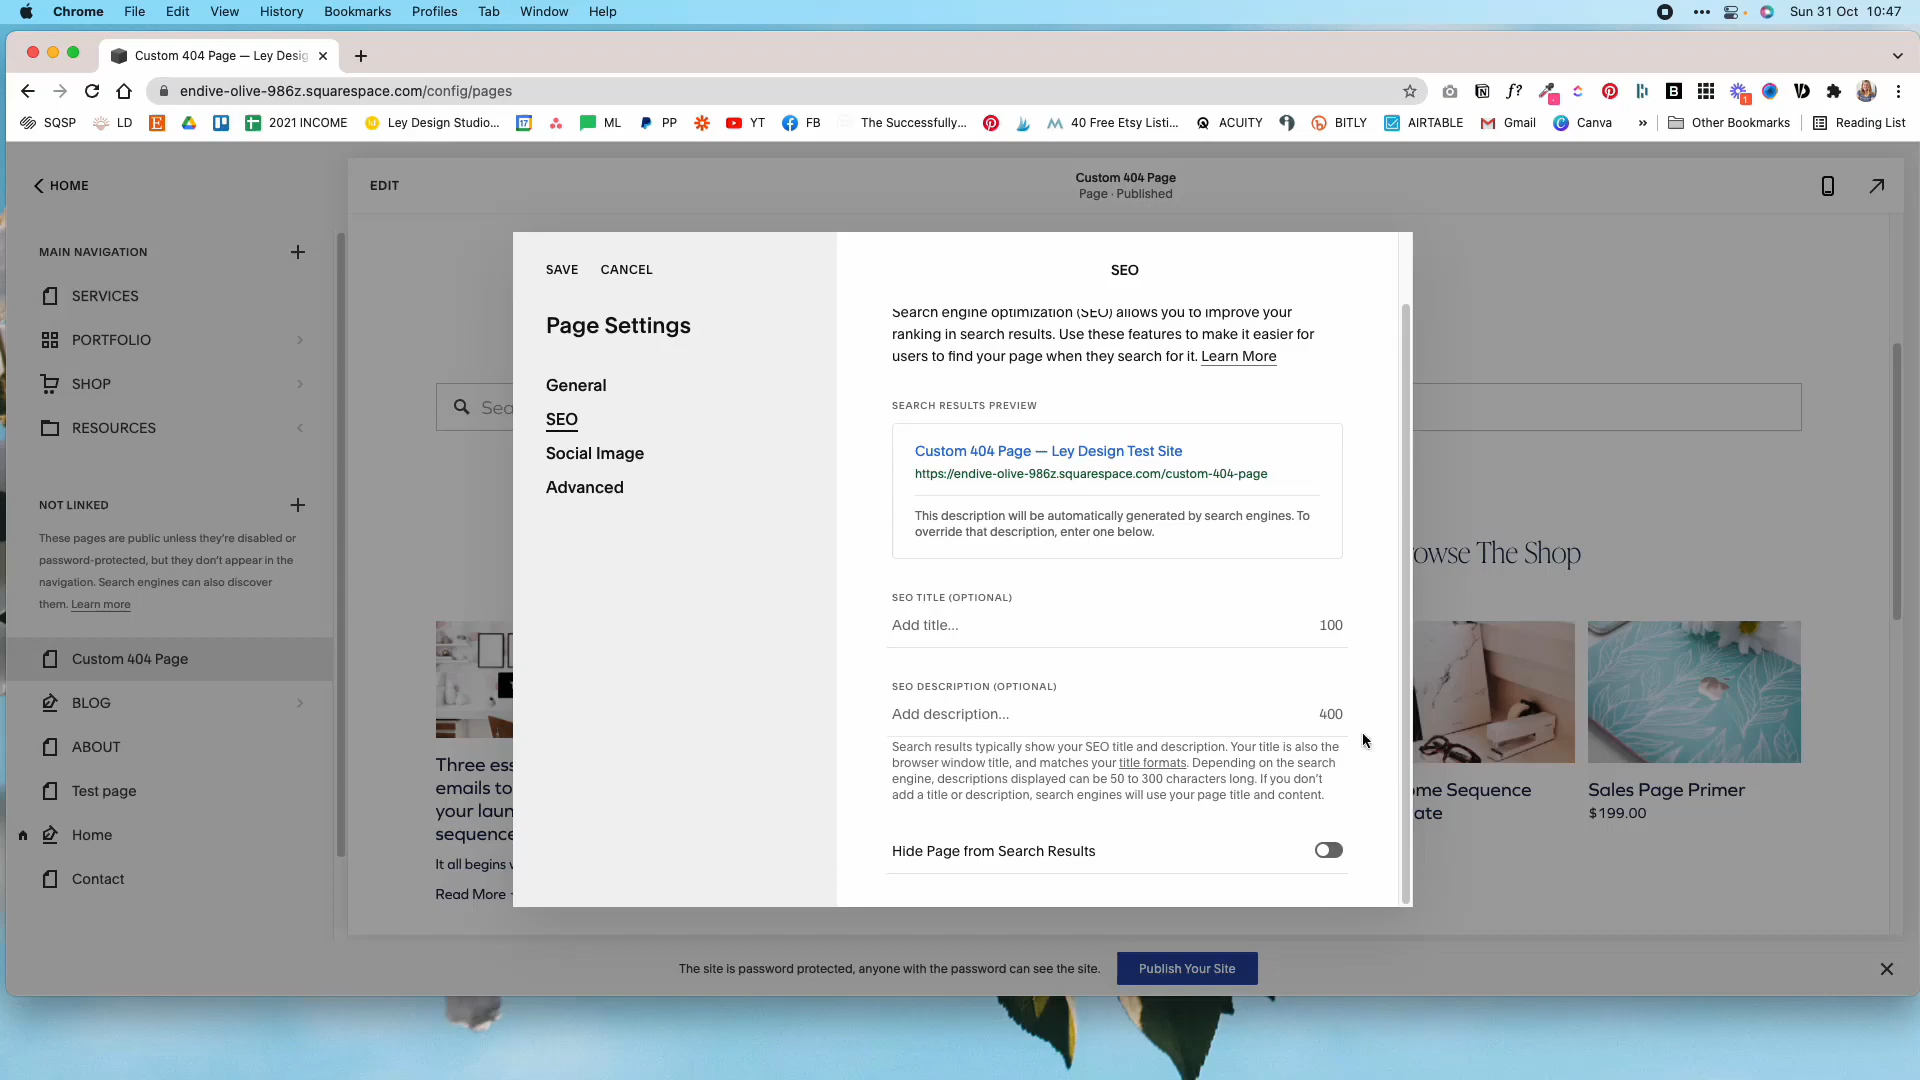 Chrome File Edit View History Bookmarks Profiles Tab Window Help
Sun 31 Oct 10:47
Custom 404 Page — Ley Desig
endive-olive-986z.squarespace.com/config/pages
SQSP LD 2021 INCOME Ley Design Studio... ML PP YT FB The Successfully... 40 Free Etsy Listi... ACUITY BITLY AIRTABLE Gmail Canva » Other Bookmarks Reading List
HOME
EDIT
Custom 404 Page
Page · Published
MAIN NAVIGATION
SERVICES
PORTFOLIO
SHOP
RESOURCES
NOT LINKED
These pages are public unless they're disabled or
password-protected, but they don't appear in the
navigation. Search engines can also discover
them. Learn more
Custom 404 Page
BLOG
ABOUT
Test page
Home
Contact
SAVE CANCEL
Page Settings
General
SEO
Social Image
Advanced
SEO
Search engine optimization (SEO) allows you to improve your
ranking in search results. Use these features to make it easier for
users to find your page when they search for it. Learn More
SEARCH RESULTS PREVIEW
Custom 404 Page — Ley Design Test Site
https://endive-olive-986z.squarespace.com/custom-404-page
This description will be automatically generated by search engines. To
override that description, enter one below.
SEO TITLE (OPTIONAL)
Add title... 100
SEO DESCRIPTION (OPTIONAL)
Add description... 400
Search results typically show your SEO title and description. Your title is also the
browser window title, and matches your title formats. Depending on the search
engine, descriptions displayed can be 50 to 300 characters long. If you don't
add a title or description, search engines will use your page title and content.
Hide Page from Search Results
Sea
owse The Shop
Three ess
emails to
your laun
sequence
It all begins w
Read More
me Sequence
ate
Sales Page Primer
$199.00
The site is password protected, anyone with the password can see the site.
Publish Your Site